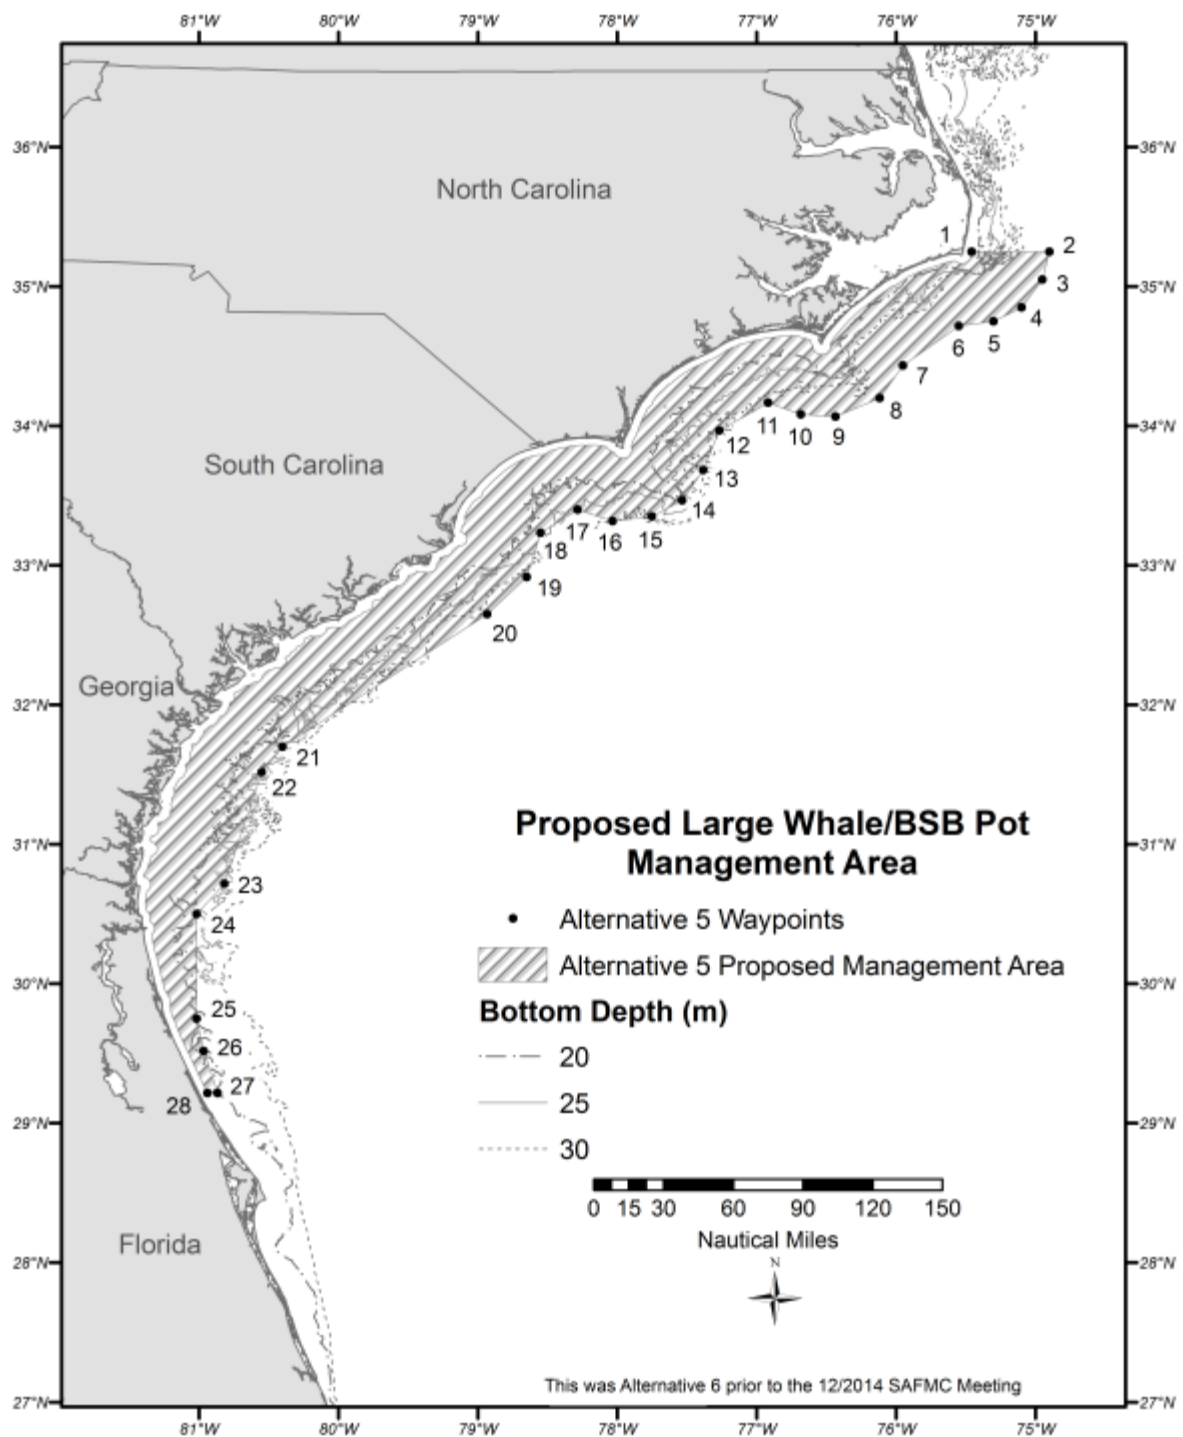 81°W 80°W 79°W 78°W 77°W 76°W 75°W
36°N 36°N
North Carolina
1 2
35°N 35°N
3
4
5
6
7
8
34°N 34°N
11 10 9
12
South Carolina
13
14
17 16 15
18
33°N 33°N
19
20
Georgia
32°N 32°N
21
22
Proposed Large Whale/BSB Pot
Management Area
31°N 31°N
23
24
Alternative 5 Waypoints
Alternative 5 Proposed Management Area
30°N 30°N
25
26
27
28
Bottom Depth (m)
20
25
30
29°N 29°N
0 15 30 60 90 120 150
Nautical Miles
Florida
28°N 28°N
N
This was Alternative 6 prior to the 12/2014 SAFMC Meeting
27°N 27°N
81°W 80°W 79°W 78°W 77°W 76°W 75°W